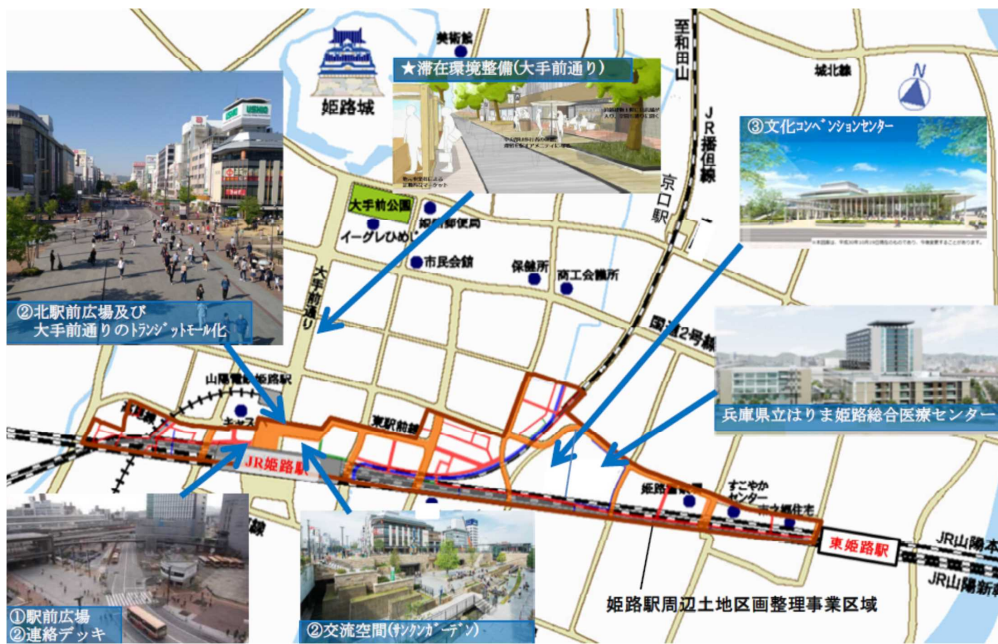 美術館
姫路城
★滞在環境整備(大手前通り)
至和田山
JR播但線
城北線
N
③文化コンベンションセンター
京口駅
大手前公園
姫路郵便局
イーグレひめじ
市民会館
保健所
商工会議所
大手前通り
国道2号線
②北駅前広場及び
大手前通りのトランジットモール化
兵庫県立はりま姫路総合医療センター
山陽電鉄姫路駅
東駅前線
JR姫路駅
すこやか
センター
市之郷住宅
東姫路駅
JR山陽本
JR山陽新
姫路駅周辺土地区画整理事業区域
①駅前広場
②連絡デッキ
②交流空間(サンクンガーデン)